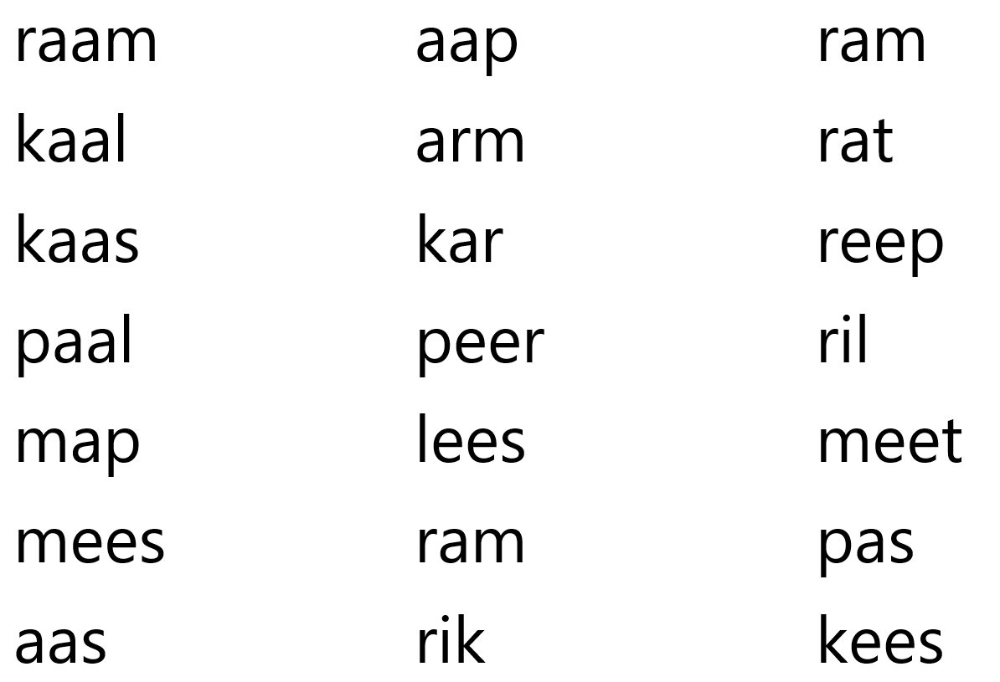 raam aap ram
kaal arm rat
kaas kar reep
paal peer ril
map lees meet
mees ram pas
aas rik kees